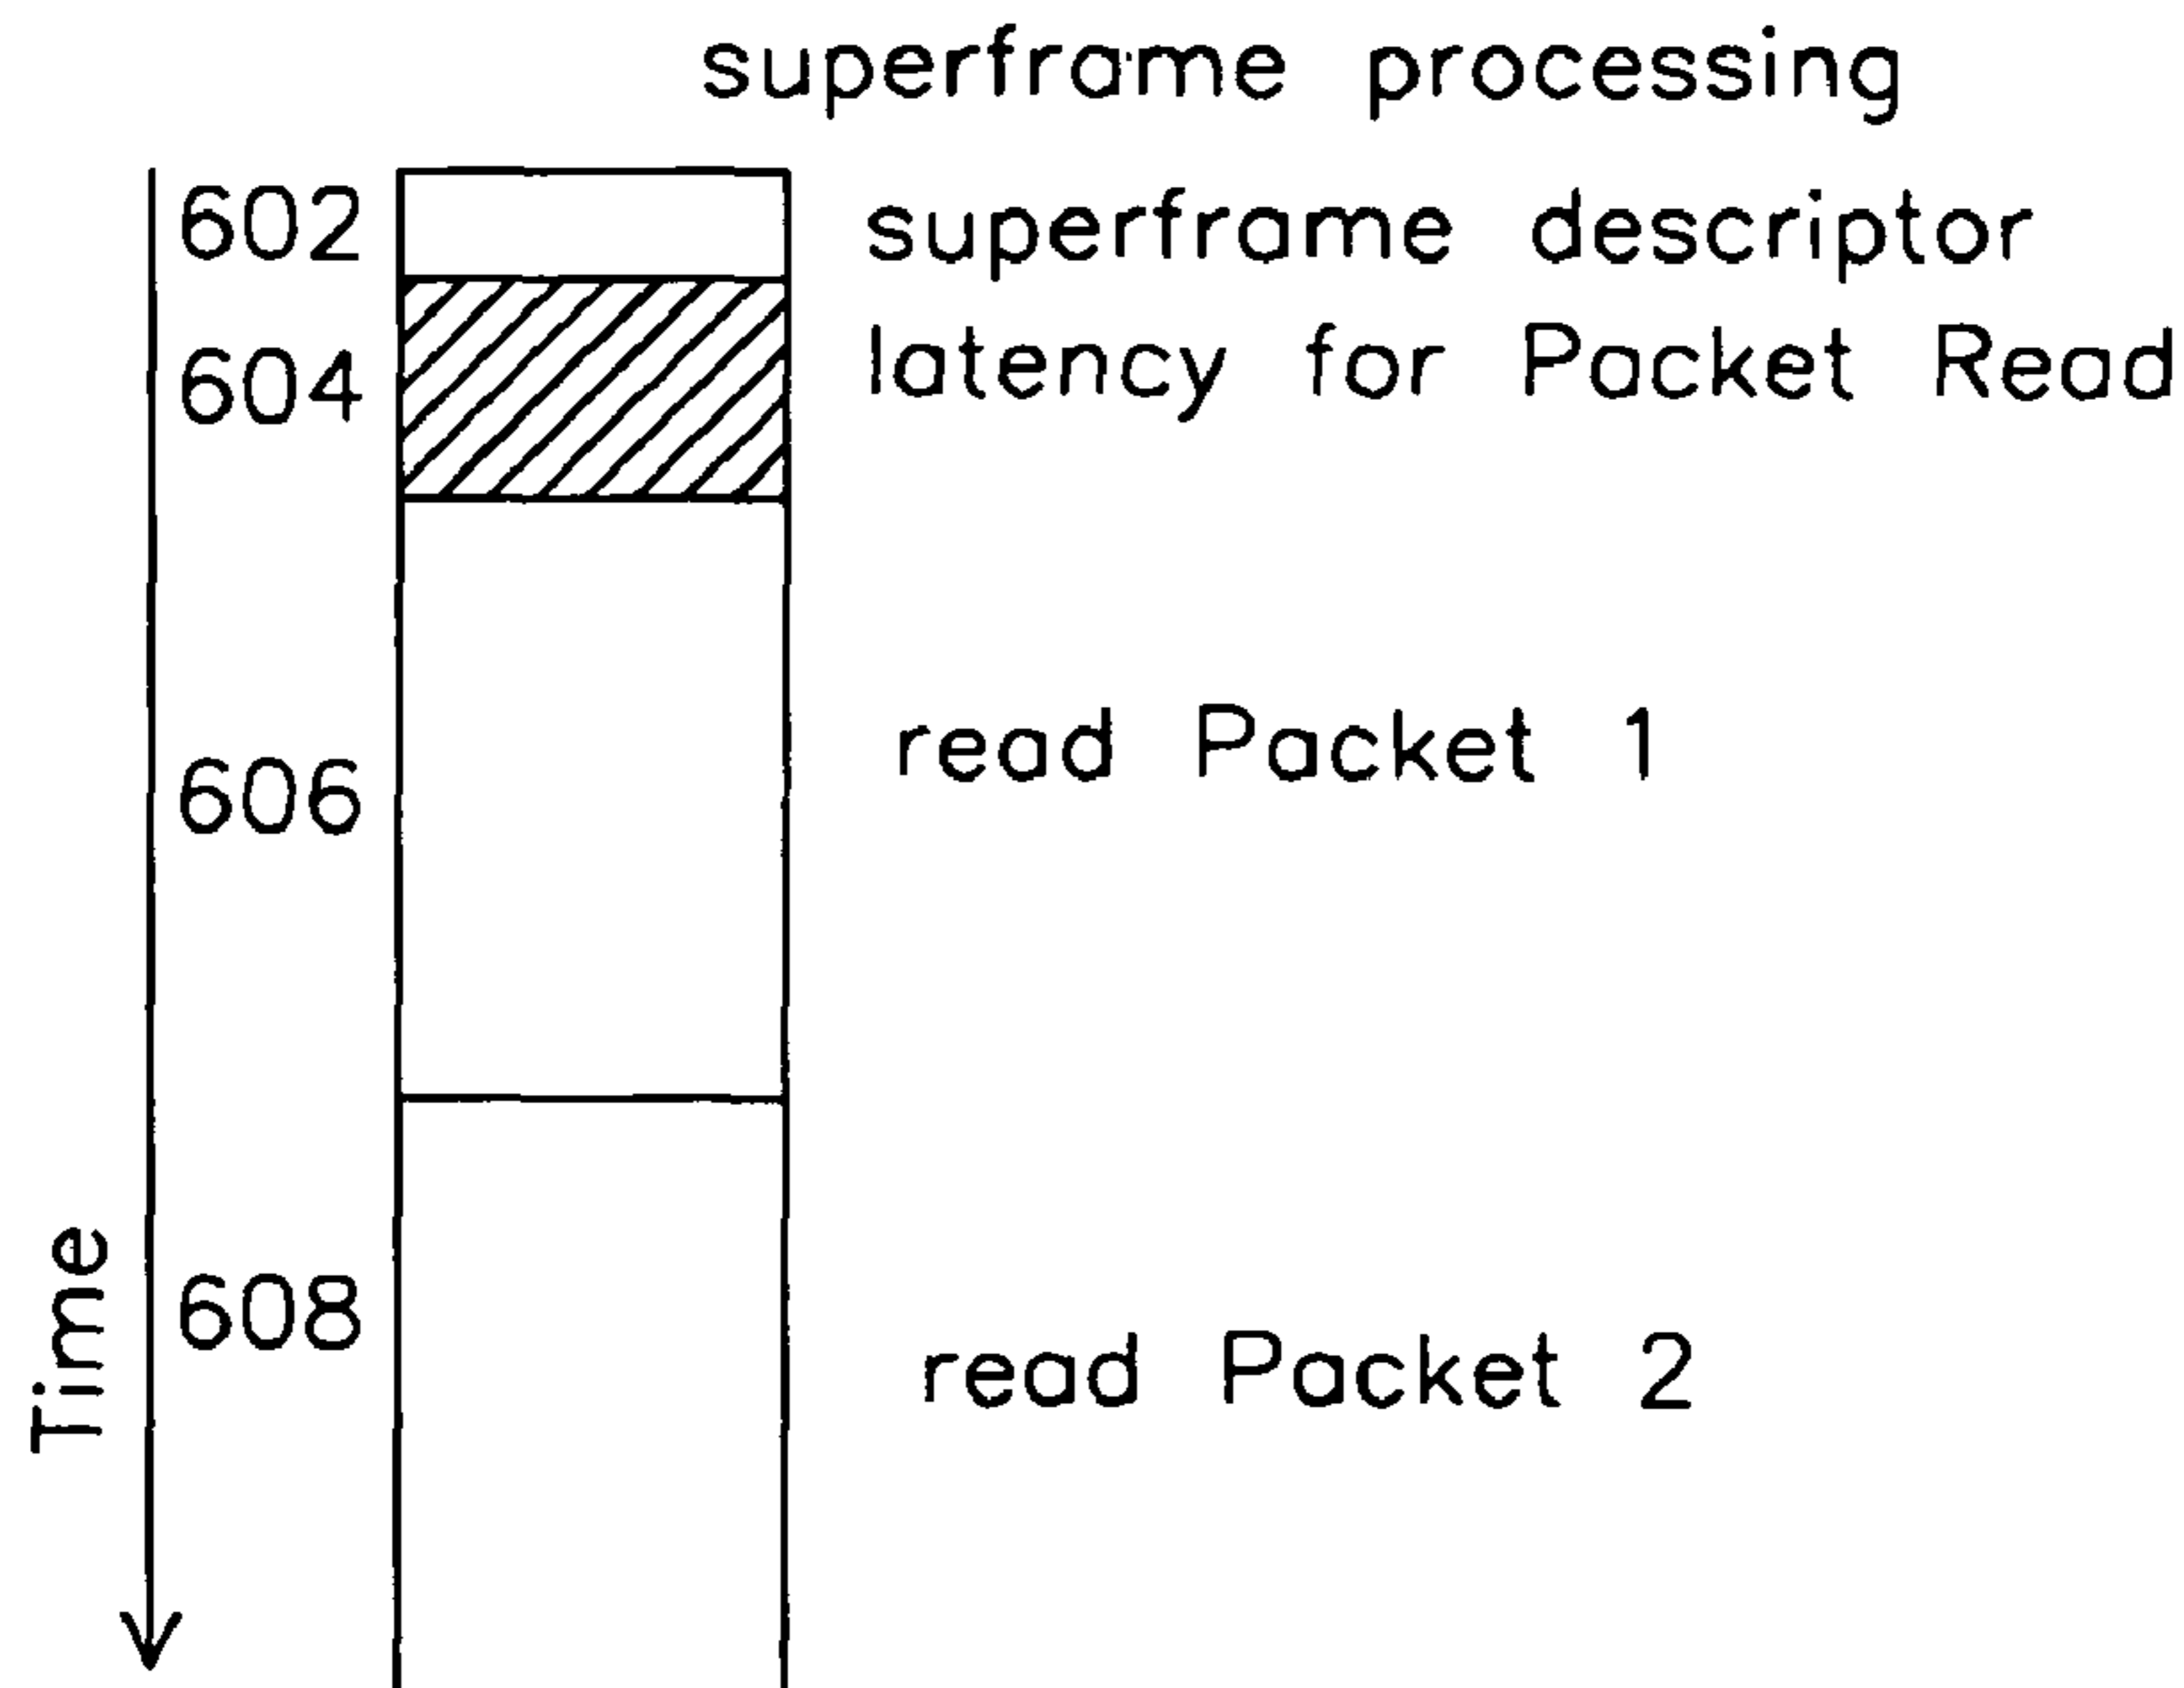 superframe processing
602 superframe descriptor
604 latency for Packet Read
606 read Packet 1
608 read Packet 2
Time